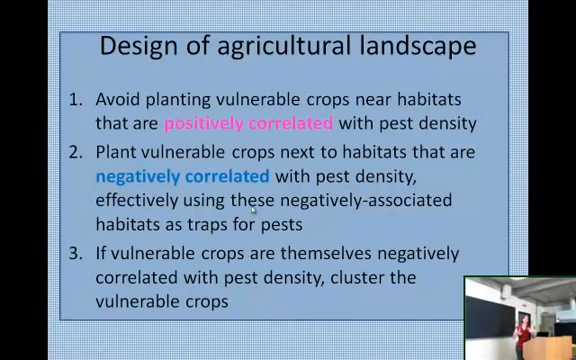 Design of agricultural landscape
1. Avoid planting vulnerable crops near habitats
that are positively correlated with pest density
2. Plant vulnerable crops next to habitats that are
negatively correlated with pest density,
effectively using these negatively-associated
habitats as traps for pests
3. If vulnerable crops are themselves negatively
correlated with pest density, cluster the
vulnerable crops